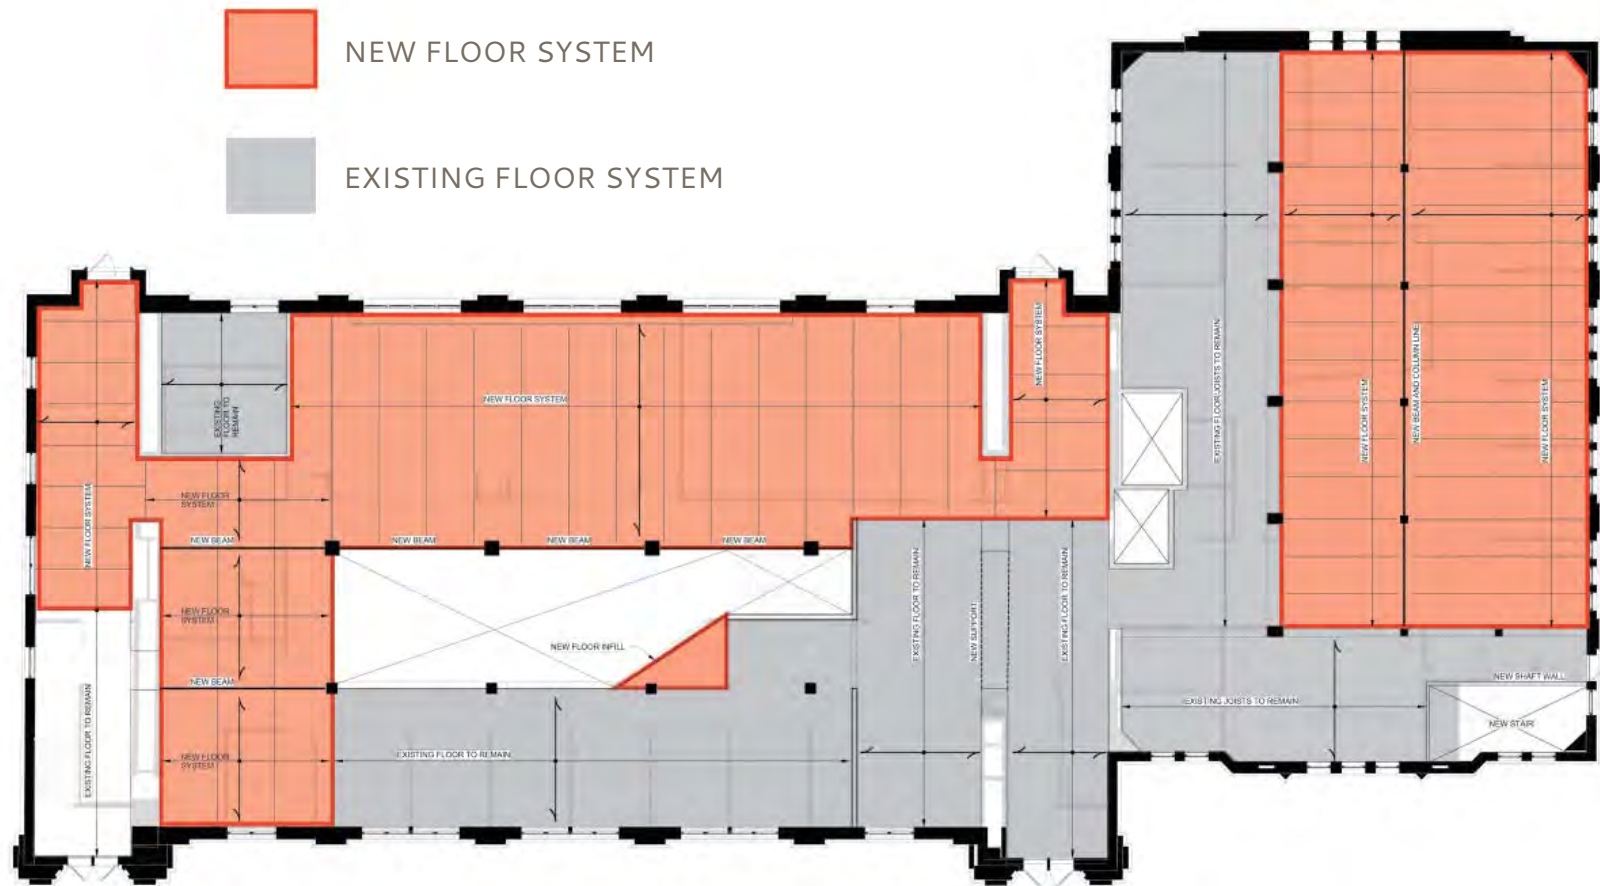 NEW FLOOR SYSTEM
EXISTING FLOOR SYSTEM
EXISTING
FLOOR TO
REMAIN
NEW FLOOR SYSTEM
NEW FLOOR SYSTEM
NEW FLOOR
SYSTEM
NEW FLOOR SYSTEM
NEW BEAM
NEW BEAM
NEW BEAM
NEW BEAM
NEW FLOOR
SYSTEM
NEW FLOOR INFILL
NEW BEAM
NEW FLOOR
SYSTEM
EXISTING FLOOR TO REMAIN
EXISTING FLOOR TO REMAIN
EXISTING FLOOR TO REMAIN
NEW SUPPORT
EXISTING FLOOR TO REMAIN
EXISTING FLOOR/JOISTS TO REMAIN
NEW FLOOR SYSTEM
NEW BEAM AND COLUMN LINE
NEW FLOOR SYSTEM
EXISTING JOISTS TO REMAIN
NEW SHAFT WALL
NEW STAIR